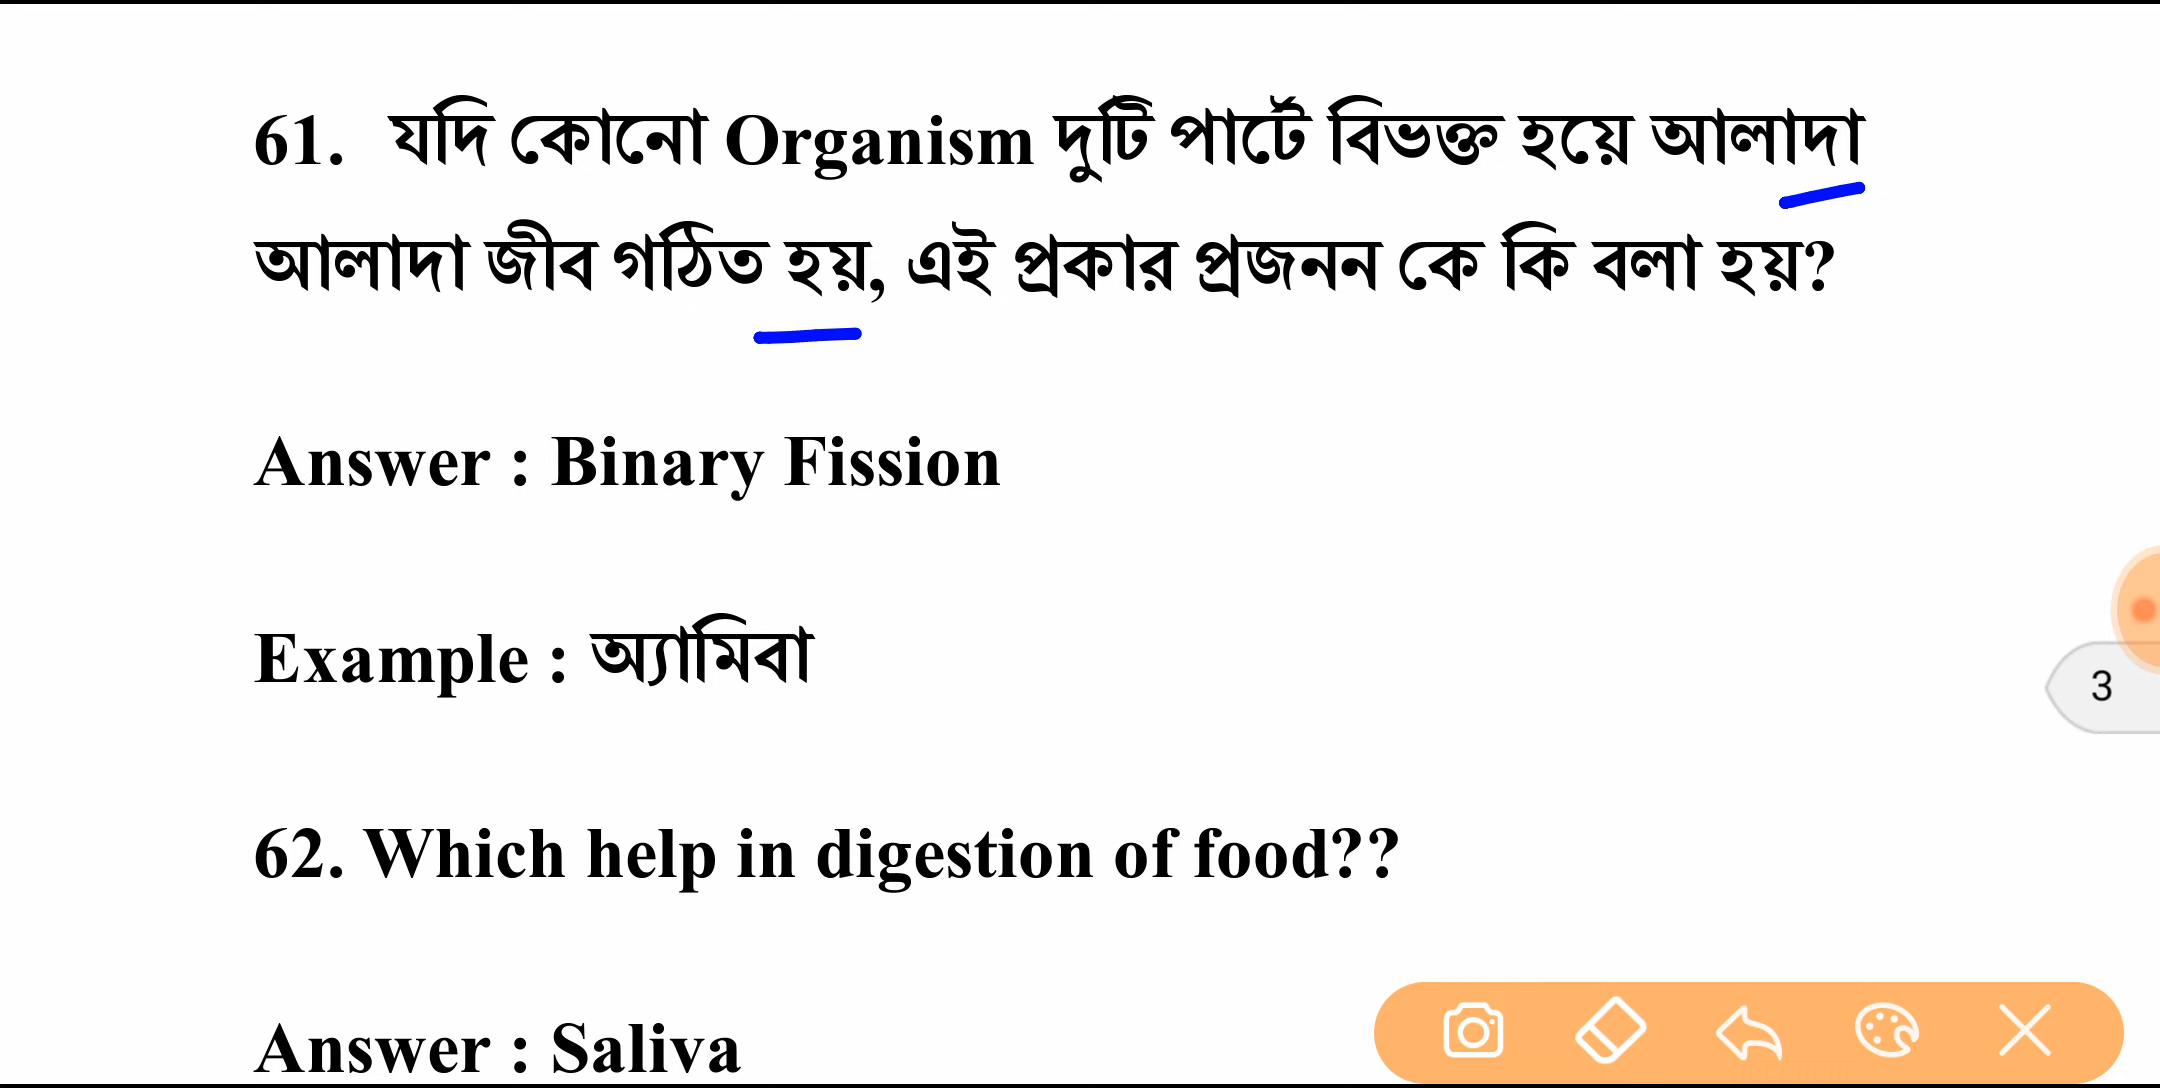 61. যদি কোনো Organism দুটি পার্টে বিভক্ত হয়ে আলাদা
আলাদা জীব গঠিত হয়, এই প্রকার প্রজনন কে কি বলা হয়?
Answer : Binary Fission
Example : অ্যামিবা
3
62. Which help in digestion of food??
Answer : Saliva